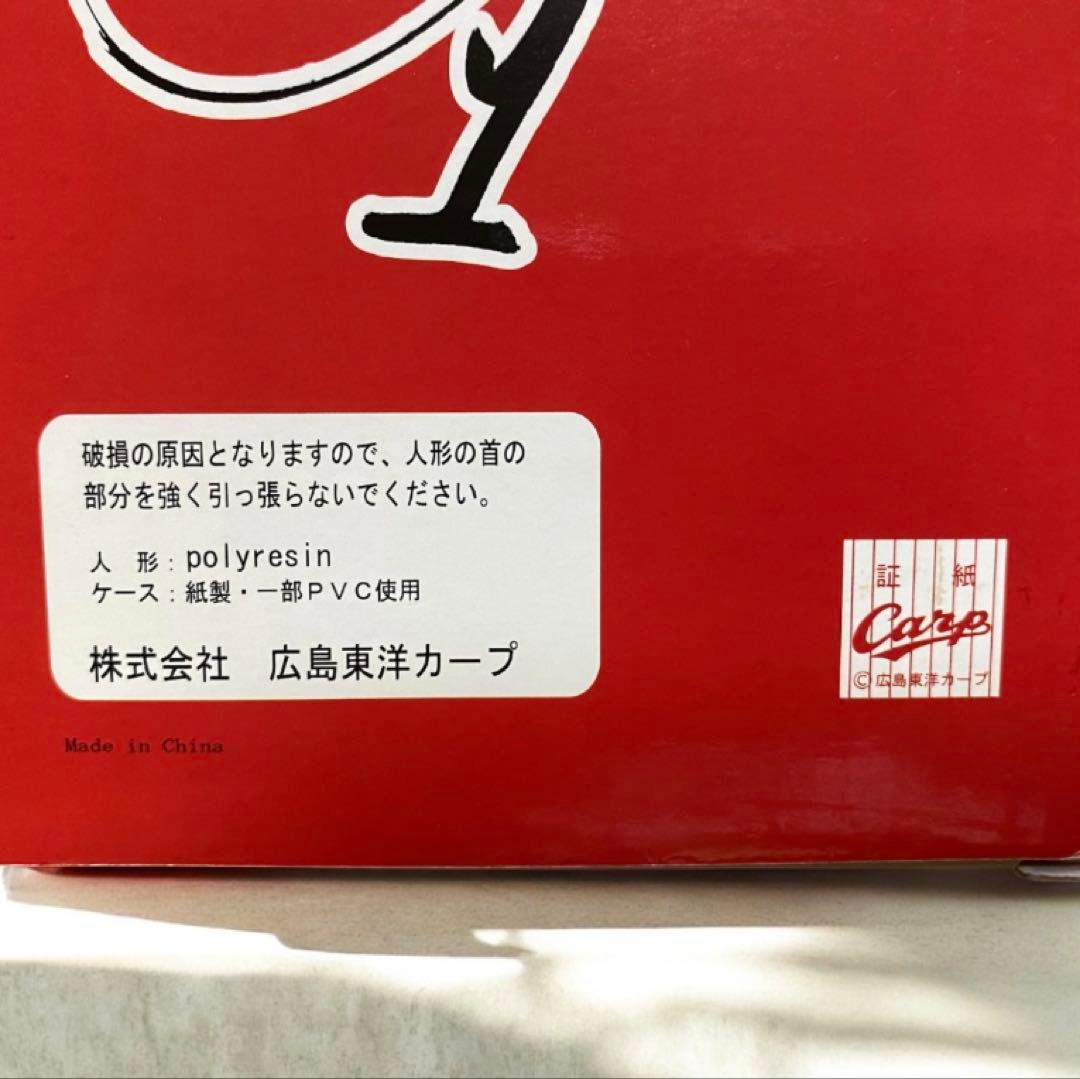 破損の原因となりますので、人形の首の
部分を強く引っ張らないでください。
人　形：polyresin
ケース：紙製・一部ＰＶＣ使用
株式会社　広島東洋カープ
Made in China
証　紙
Carp
©広島東洋カープ